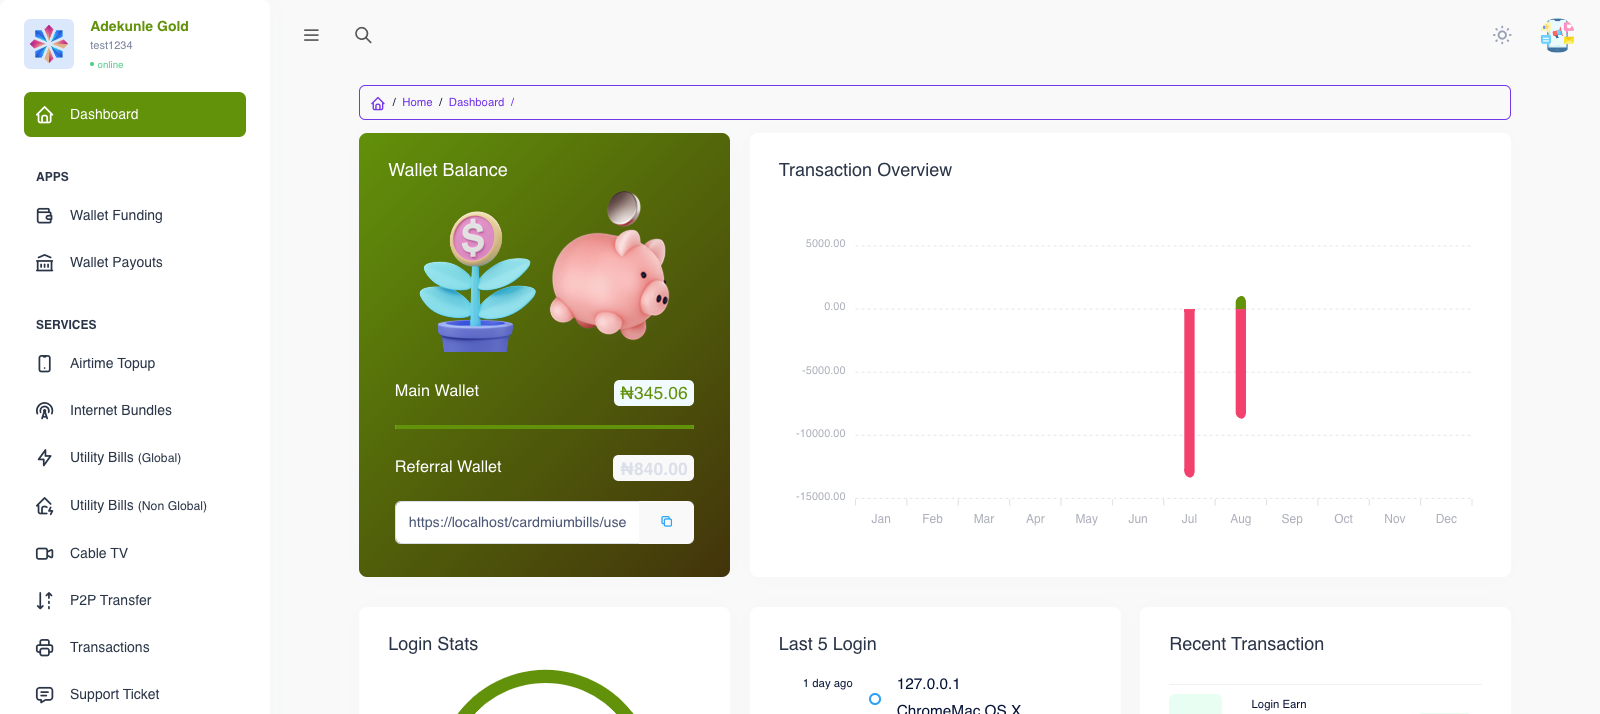 Adekunle Gold
test1234
online
Dashboard
APPS
Wallet Funding
Wallet Payouts
SERVICES
Airtime Topup
Internet Bundles
Utility Bills (Global)
Utility Bills (Non Global)
Cable TV
P2P Transfer
Transactions
Support Ticket
/ Home / Dashboard /
Wallet Balance
$
Main Wallet ₦345.06
Referral Wallet ₦840.00
https://localhost/cardmiumbills/use
Transaction Overview
5000.00
0.00
-5000.00
-10000.00
-15000.00
Jan Feb Mar Apr May Jun Jul Aug Sep Oct Nov Dec
Login Stats
Last 5 Login
1 day ago 127.0.0.1
ChromeMac OS X
Recent Transaction
Login Earn